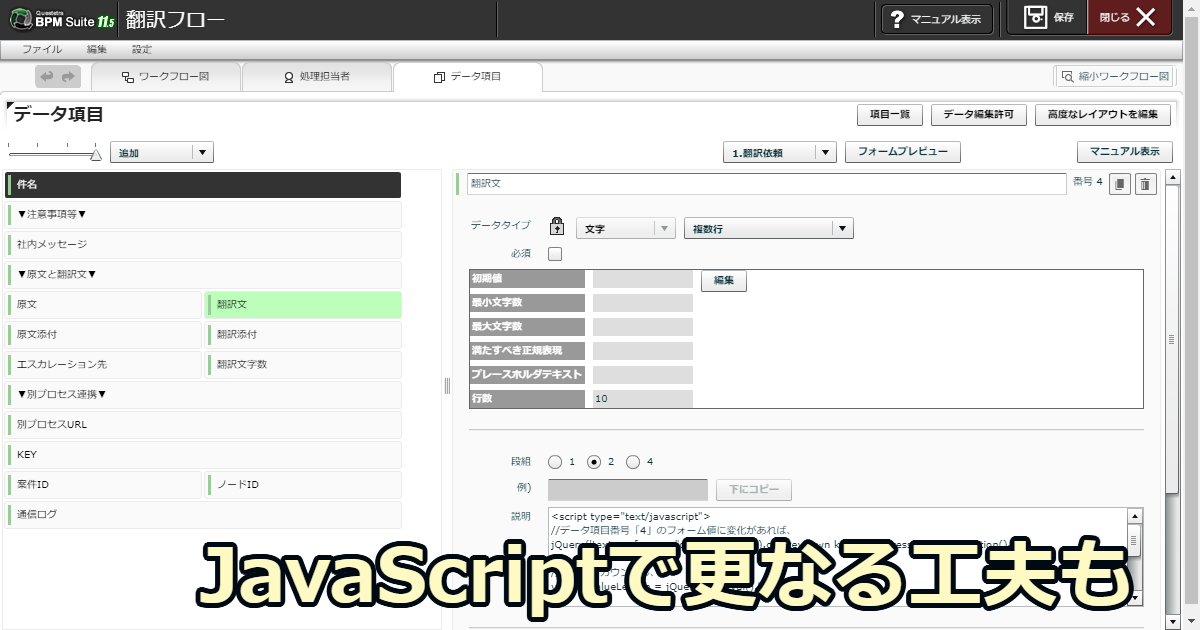 Questetra
BPM Suite 11.5 翻訳フロー
? マニュアル表示 保存 閉じる
ファイル 編集 設定
ワークフロー図 処理担当者 データ項目 縮小ワークフロー図
データ項目 項目一覧 データ編集許可 高度なレイアウトを編集
追加 1.翻訳依頼 フォームプレビュー マニュアル表示
件名
▼注意事項等▼
社内メッセージ
▼原文と翻訳文▼
原文 翻訳文
原文添付 翻訳添付
エスカレーション先 翻訳文字数
▼別プロセス連携▼
別プロセスURL
KEY
案件ID ノードID
通信ログ
翻訳文 番号 4
データタイプ 文字 複数行
必須
初期値 編集
最小文字数
最大文字数
満たすべき正規表現
プレースホルダテキスト
行数 10
段組 1 2 4
例) 下にコピー
説明 <script type="text/javascript">
//データ項目番号「4」のフォーム値に変化があれば、
JavaScriptで更なる工夫も